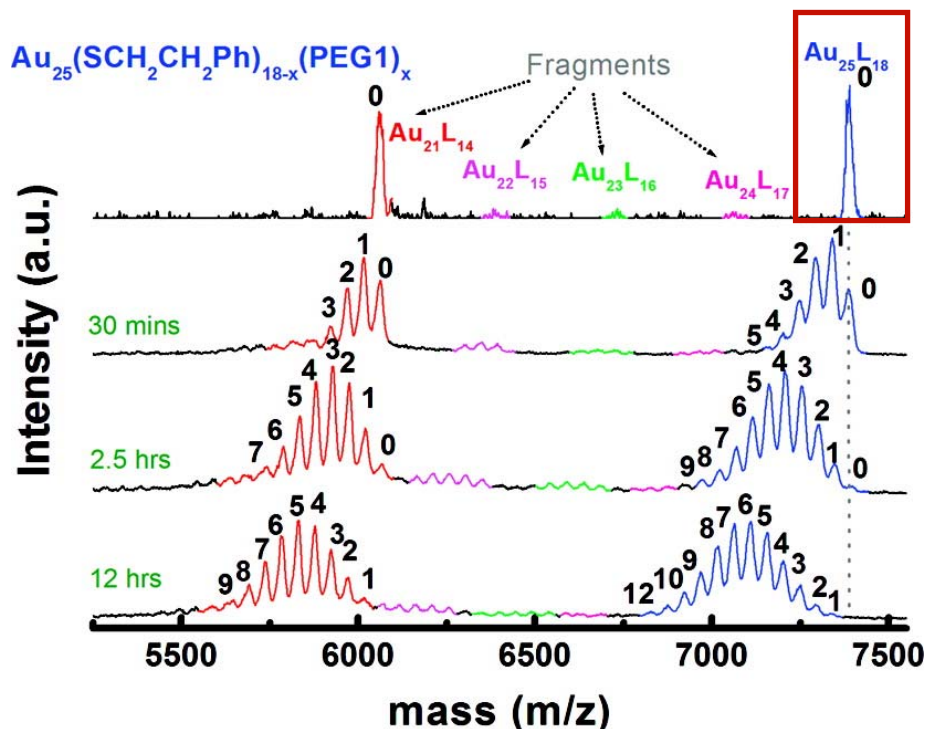 Au25(SCH2CH2Ph)18-x(PEG1)x
Fragments
Au25L18
0
0
Au21L14
Au22L15
Au23L16
Au24L17
30 mins
3 2 1 0
5 4 3 2 1 0
2.5 hrs
7 6 5 4 3 2 1 0
9 8 7 6 5 4 3 2 1 0
12 hrs
9 8 7 6 5 4 3 2 1
12 10 9 8 7 6 5 4 3 2 1
Intensity (a.u.)
5500 6000 6500 7000 7500
mass (m/z)